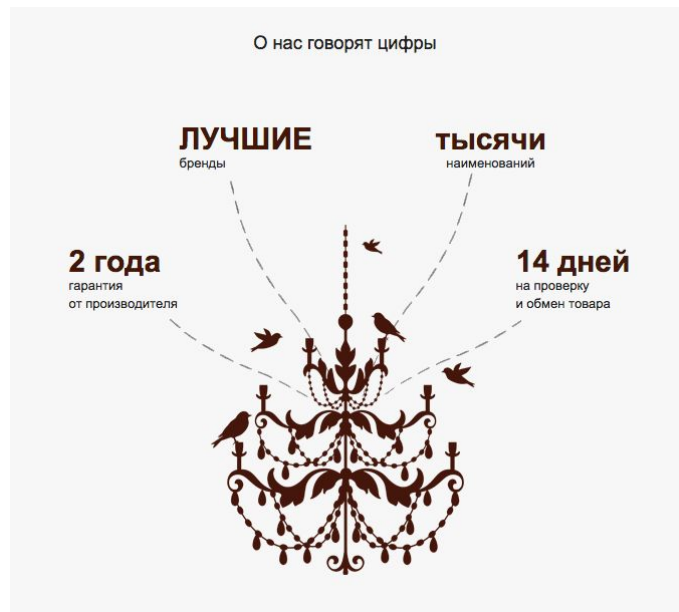 О нас говорят цифры
ЛУЧШИЕ
бренды
тысячи
наименований
2 года
гарантия
от производителя
14 дней
на проверку
и обмен товара